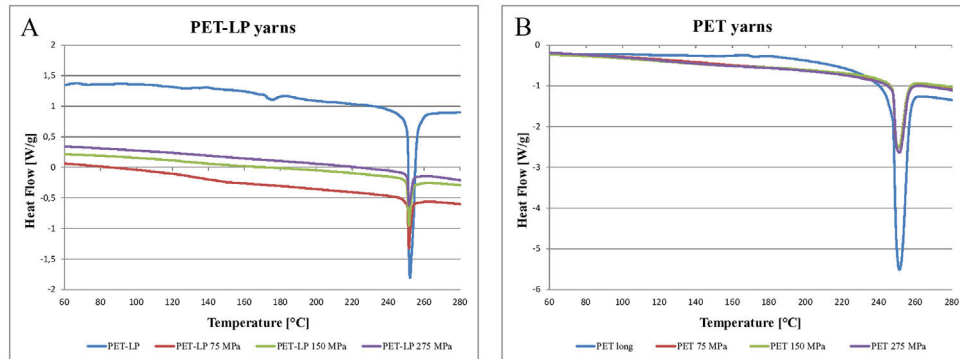 A
PET-LP yarns
2
1,5
1
0,5
0
-0,5
-1
-1,5
-2
Heat Flow [W/g]
60 80 100 120 140 160 180 200 220 240 260 280
Temperature [°C]
PET-LP PET-LP 75 MPa PET-LP 150 MPa PET-LP 275 MPa
B
PET yarns
0
-1
-2
-3
-4
-5
-6
Heat Flow [W/g]
60 80 100 120 140 160 180 200 220 240 260 280
Temperature [°C]
PET long PET 75 MPa PET 150 MPa PET 275 MPa